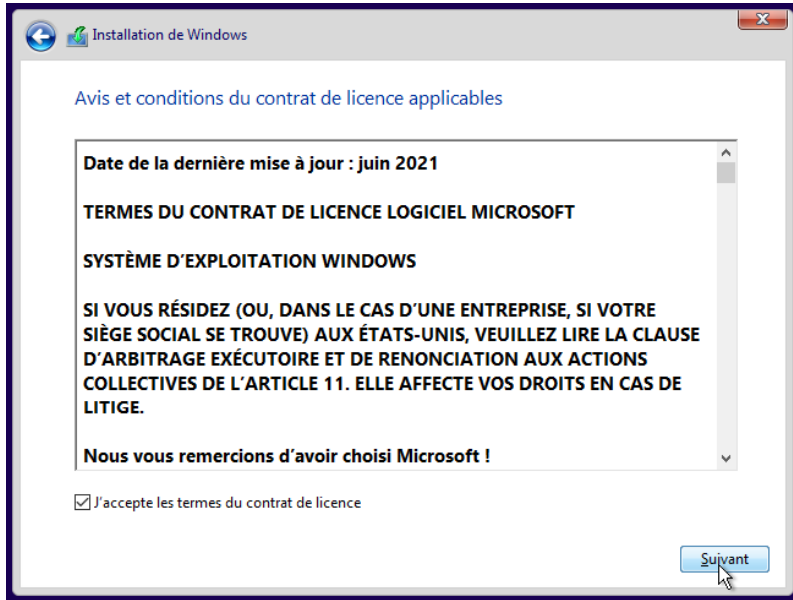 Installation de Windows
Avis et conditions du contrat de licence applicables
Date de la dernière mise à jour : juin 2021
TERMES DU CONTRAT DE LICENCE LOGICIEL MICROSOFT
SYSTÈME D’EXPLOITATION WINDOWS
SI VOUS RÉSIDEZ (OU, DANS LE CAS D’UNE ENTREPRISE, SI VOTRE
SIÈGE SOCIAL SE TROUVE) AUX ÉTATS-UNIS, VEUILLEZ LIRE LA CLAUSE
D’ARBITRAGE EXÉCUTOIRE ET DE RENONCIATION AUX ACTIONS
COLLECTIVES DE L’ARTICLE 11. ELLE AFFECTE VOS DROITS EN CAS DE
LITIGE.
Nous vous remercions d’avoir choisi Microsoft !
J’accepte les termes du contrat de licence
Suivant